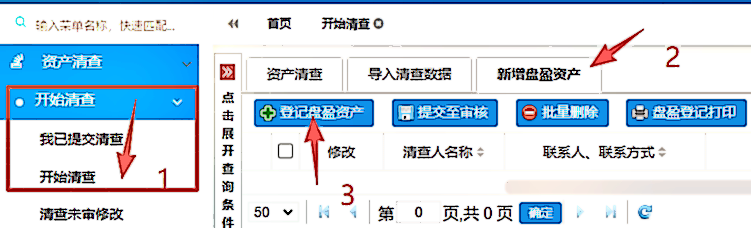 输入菜单名称，快速匹配...
首页 开始清查
资产清查
开始清查
我已提交清查
开始清查
清查未审修改
1
点击展开查询条件
资产清查 导入清查数据 新增盘盈资产
2
登记盘盈资产 提交至审核 批量删除 盘盈登记打印
修改 清查人名称 联系人、联系方式
3
50 第 0 页,共 0 页 确定